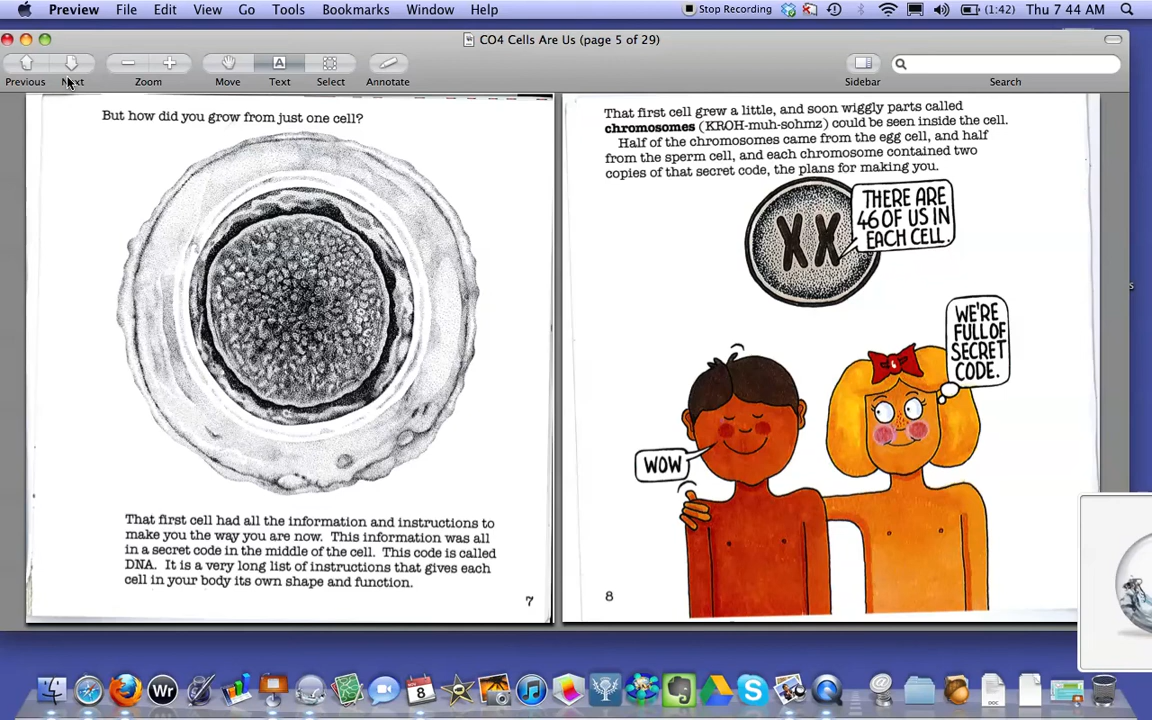 Preview File Edit View Go Tools Bookmarks Window Help
Stop Recording (1:42) Thu 7 44 AM
CO4 Cells Are Us (page 5 of 29)
Previous Next Zoom Move Text Select Annotate Sidebar Search
But how did you grow from just one cell?
That first cell had all the information and instructions to
make you the way you are now. This information was all
in a secret code in the middle of the cell. This code is called
DNA. It is a very long list of instructions that gives each
cell in your body its own shape and function.
7
That first cell grew a little, and soon wiggly parts called
chromosomes (KROH-muh-sohmz) could be seen inside the cell.
Half of the chromosomes came from the egg cell, and half
from the sperm cell, and each chromosome contained two
copies of that secret code, the plans for making you.
THERE ARE
46 OF US IN
EACH CELL.
WE'RE
FULL OF
SECRET
CODE.
WOW
8
Wr
NOV
8
DOC